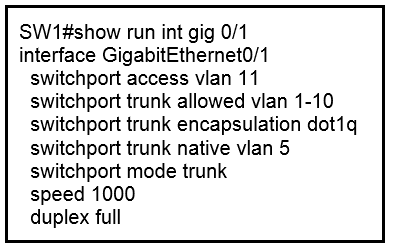 SW1#show run int gig 0/1
interface GigabitEthernet0/1
switchport access vlan 11
switchport trunk allowed vlan 1-10
switchport trunk encapsulation dot1q
switchport trunk native vlan 5
switchport mode trunk
speed 1000
duplex full